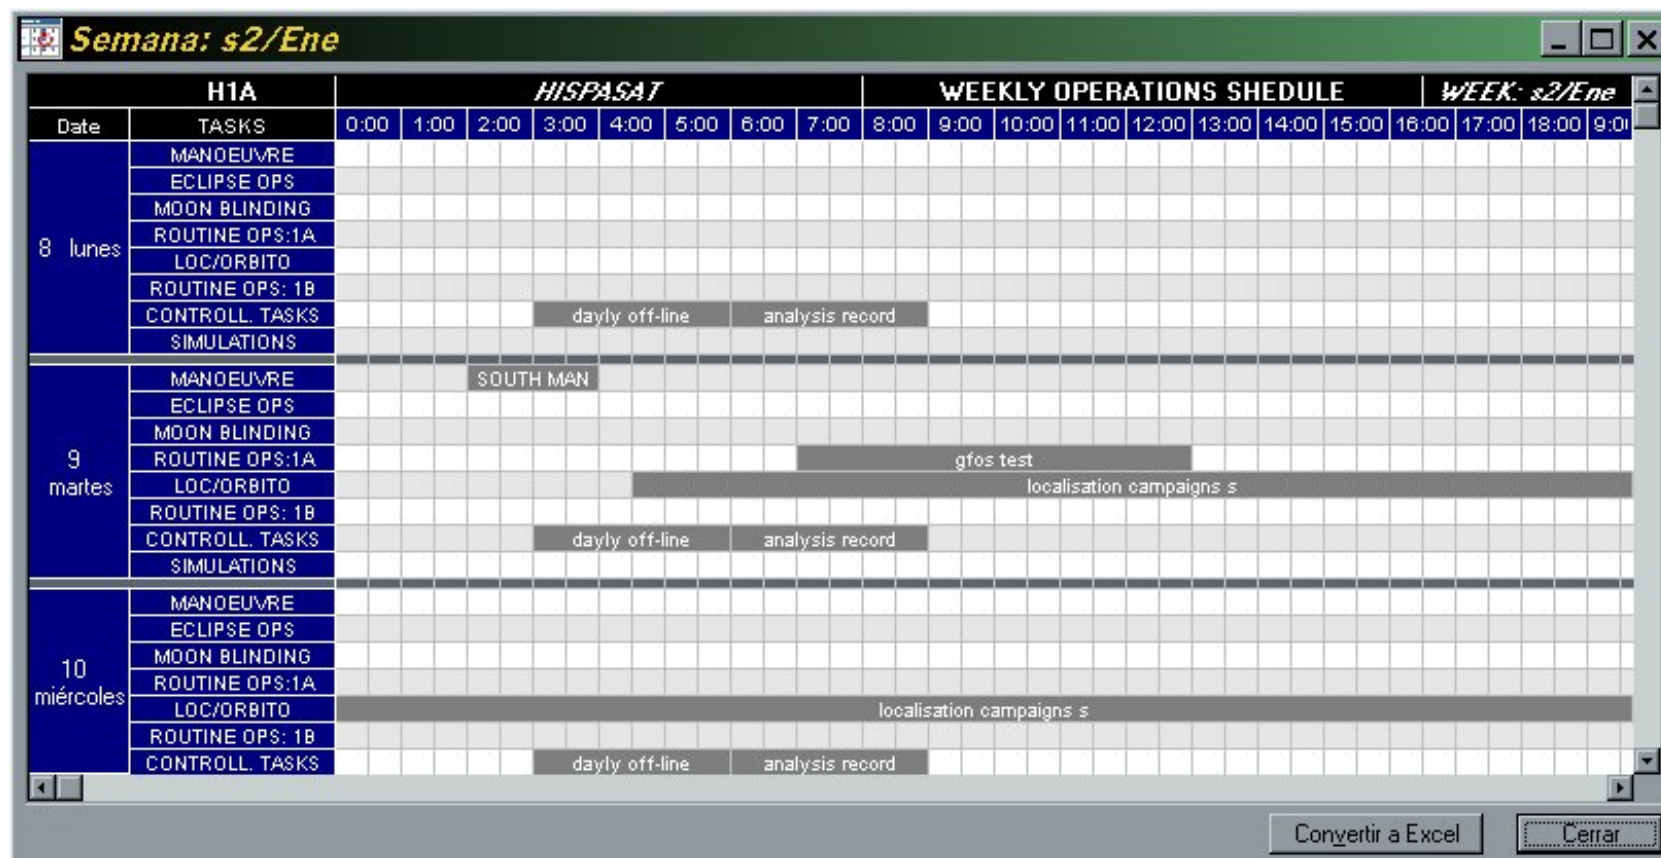 Semana: s2/Ene
H1A HISPASAT WEEKLY OPERATIONS SHEDULE WEEK: s2/Ene
Date TASKS 0:00 1:00 2:00 3:00 4:00 5:00 6:00 7:00 8:00 9:00 10:00 11:00 12:00 13:00 14:00 15:00 16:00 17:00 18:00 9:0
8 lunes
MANOEUVRE
ECLIPSE OPS
MOON BLINDING
ROUTINE OPS:1A
LOC/ORBITO
ROUTINE OPS: 1B
CONTROLL. TASKS dayly off-line analysis record
SIMULATIONS
9
martes
MANOEUVRE SOUTH MAN
ECLIPSE OPS
MOON BLINDING
ROUTINE OPS:1A gfos test
LOC/ORBITO localisation campaigns s
ROUTINE OPS: 1B
CONTROLL. TASKS dayly off-line analysis record
SIMULATIONS
10
miércoles
MANOEUVRE
ECLIPSE OPS
MOON BLINDING
ROUTINE OPS:1A
LOC/ORBITO localisation campaigns s
ROUTINE OPS: 1B
CONTROLL. TASKS dayly off-line analysis record
Convertir a Excel Cerrar